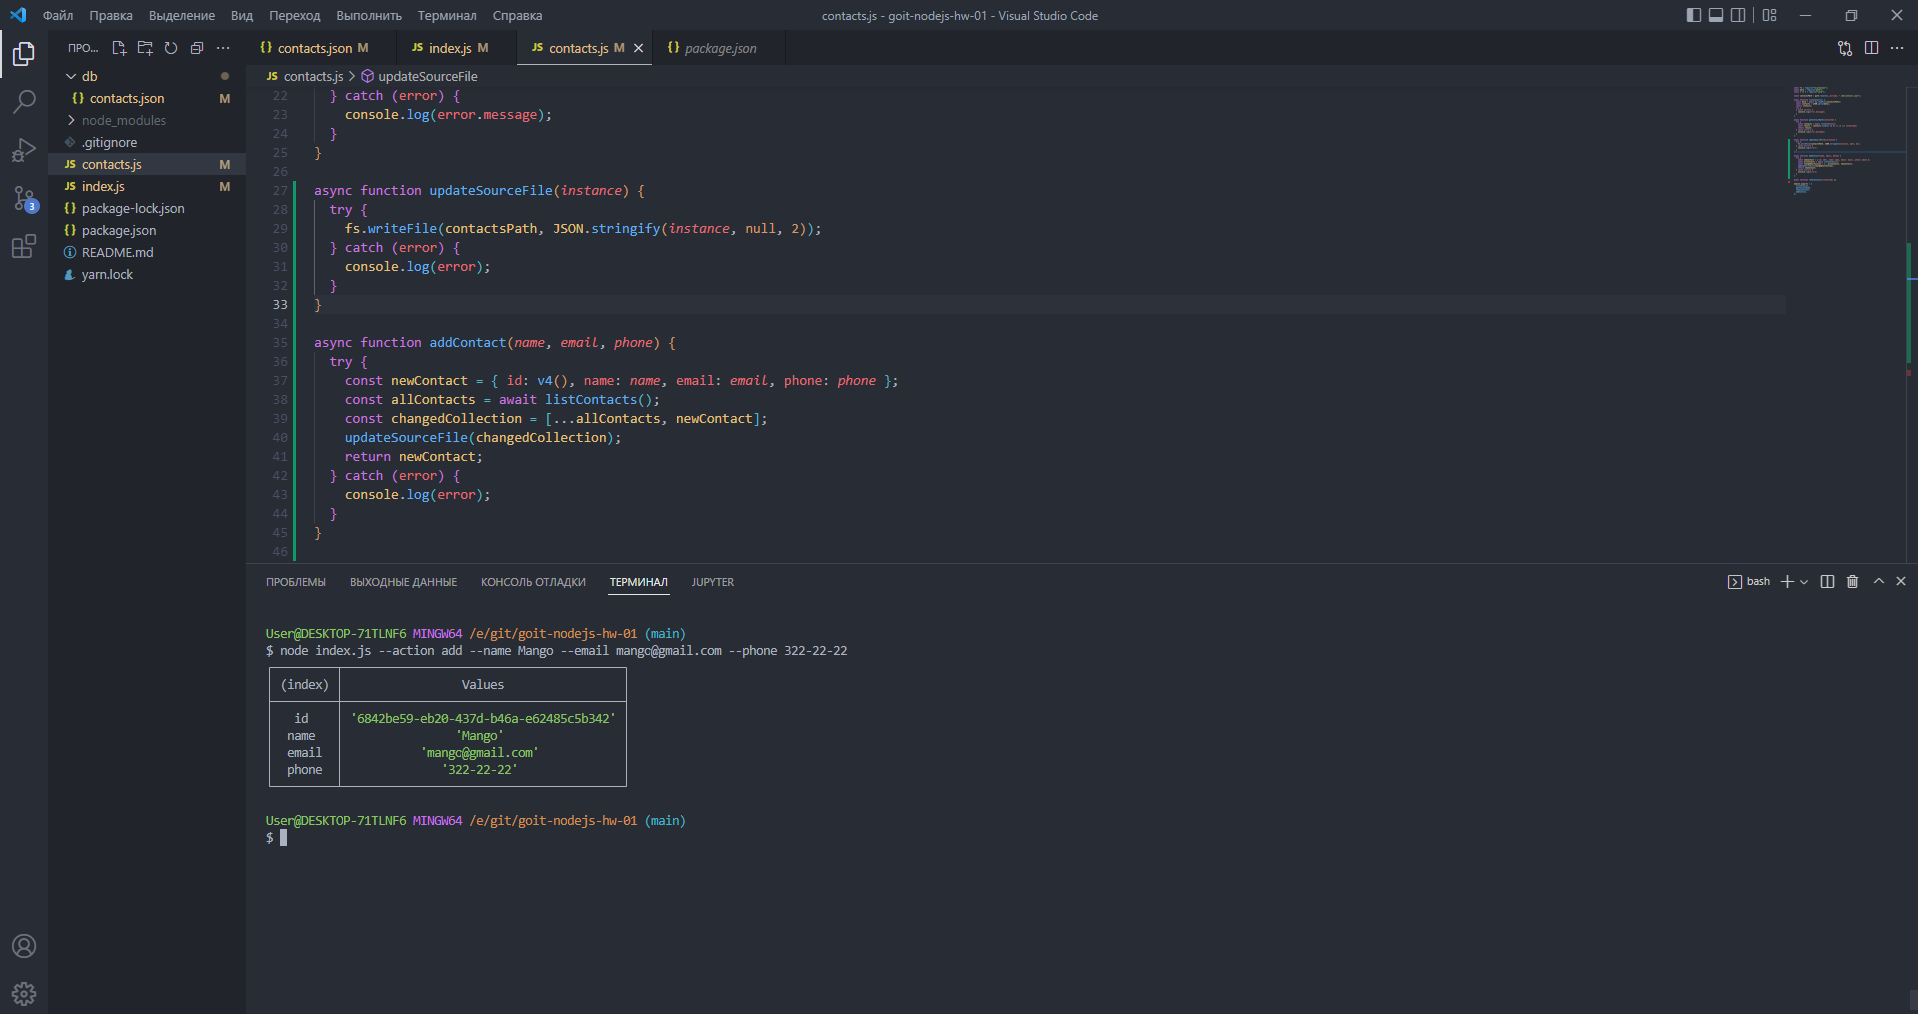 Файл Правка Выделение Вид Переход Выполнить Терминал Справка
contacts.js - goit-nodejs-hw-01 - Visual Studio Code
ПРО...
contacts.json M
index.js M
contacts.js M
package.json
contacts.js > updateSourceFile
db
contacts.json M
node_modules
.gitignore
contacts.js M
index.js M
package-lock.json
package.json
README.md
yarn.lock
3
22 } catch (error) {
23 console.log(error.message);
24 }
25 }
26
27 async function updateSourceFile(instance) {
28 try {
29 fs.writeFile(contactsPath, JSON.stringify(instance, null, 2));
30 } catch (error) {
31 console.log(error);
32 }
33 }
34
35 async function addContact(name, email, phone) {
36 try {
37 const newContact = { id: v4(), name: name, email: email, phone: phone };
38 const allContacts = await listContacts();
39 const changedCollection = [...allContacts, newContact];
40 updateSourceFile(changedCollection);
41 return newContact;
42 } catch (error) {
43 console.log(error);
44 }
45 }
46
ПРОБЛЕМЫ ВЫХОДНЫЕ ДАННЫЕ КОНСОЛЬ ОТЛАДКИ ТЕРМИНАЛ JUPYTER
bash
User@DESKTOP-71TLNF6 MINGW64 /e/git/goit-nodejs-hw-01 (main)
$ node index.js --action add --name Mango --email mango@gmail.com --phone 322-22-22
(index) Values
id '6842be59-eb20-437d-b46a-e62485c5b342'
name 'Mango'
email 'mango@gmail.com'
phone '322-22-22'
User@DESKTOP-71TLNF6 MINGW64 /e/git/goit-nodejs-hw-01 (main)
$